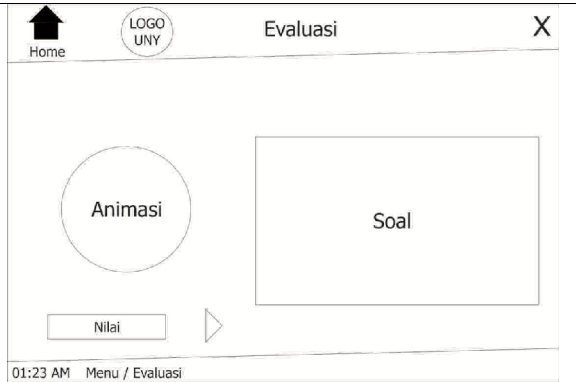 Home
LOGO
UNY
Evaluasi
X
Animasi
Soal
Nilai
01:23 AM Menu / Evaluasi